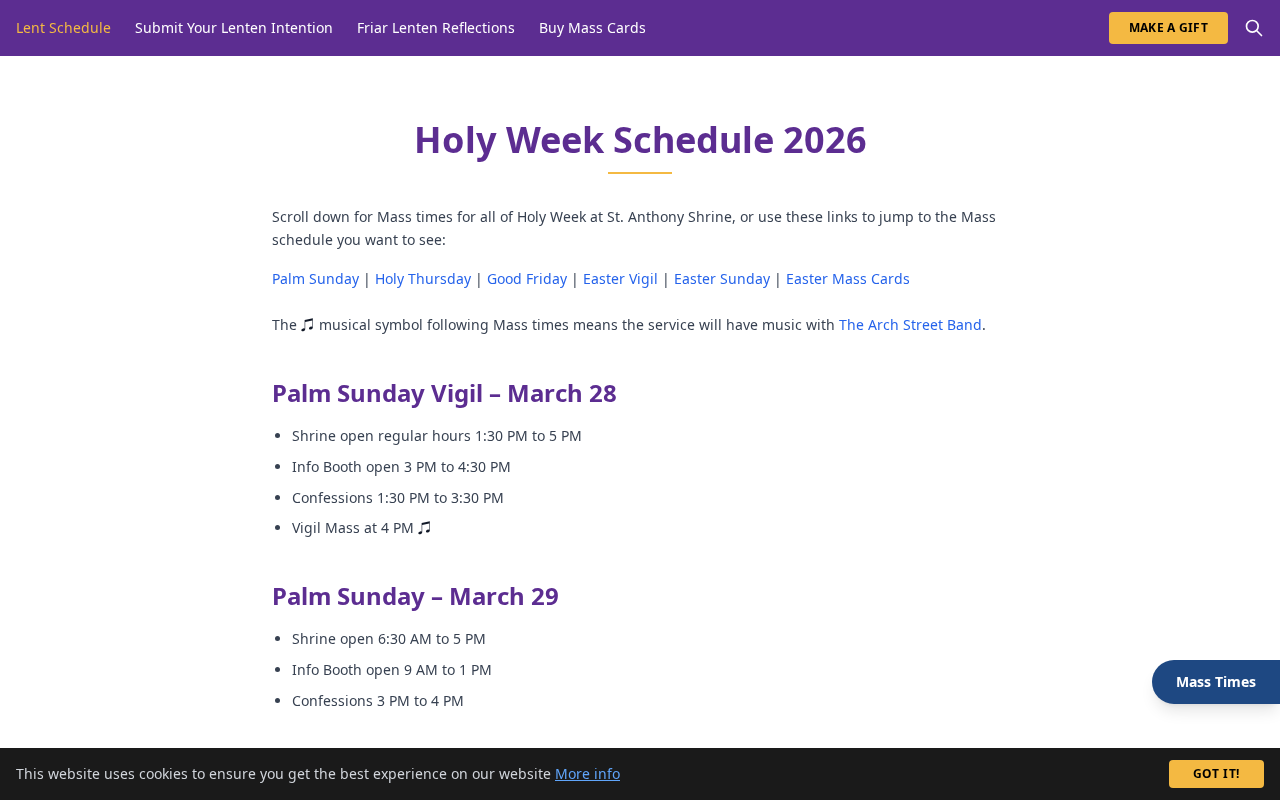 Lent Schedule Submit Your Lenten Intention Friar Lenten Reflections Buy Mass Cards MAKE A GIFT
Holy Week Schedule 2026
Scroll down for Mass times for all of Holy Week at St. Anthony Shrine, or use these links to jump to the Mass
schedule you want to see:
Palm Sunday | Holy Thursday | Good Friday | Easter Vigil | Easter Sunday | Easter Mass Cards
The ♫ musical symbol following Mass times means the service will have music with The Arch Street Band.
Palm Sunday Vigil – March 28
• Shrine open regular hours 1:30 PM to 5 PM
• Info Booth open 3 PM to 4:30 PM
• Confessions 1:30 PM to 3:30 PM
• Vigil Mass at 4 PM ♫
Palm Sunday – March 29
• Shrine open 6:30 AM to 5 PM
• Info Booth open 9 AM to 1 PM
• Confessions 3 PM to 4 PM
Mass Times
This website uses cookies to ensure you get the best experience on our website More info GOT IT!